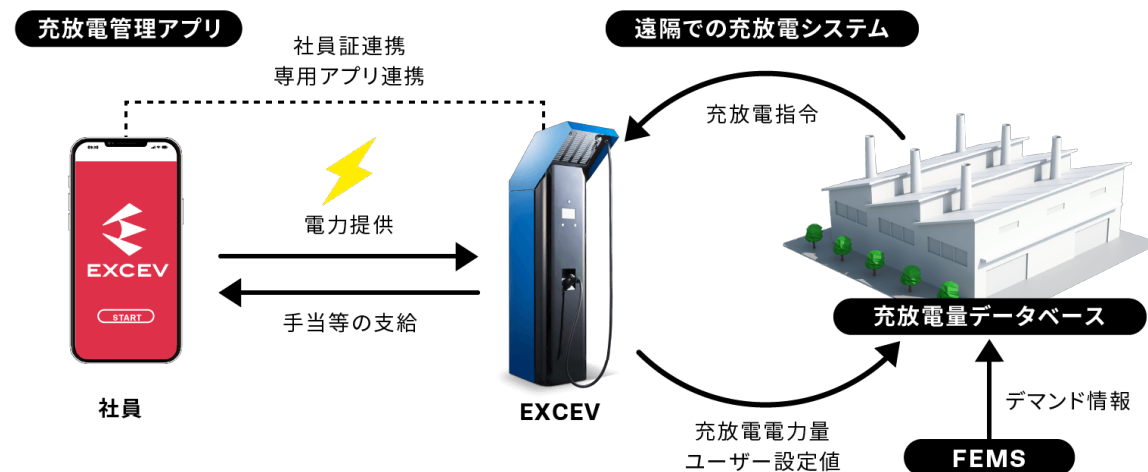 充放電管理アプリ
遠隔での充放電システム
社員証連携
専用アプリ連携
充放電指令
電力提供
EXCEV
START
手当等の支給
充放電量データベース
社員
EXCEV
デマンド情報
充放電電力量
ユーザー設定値
FEMS